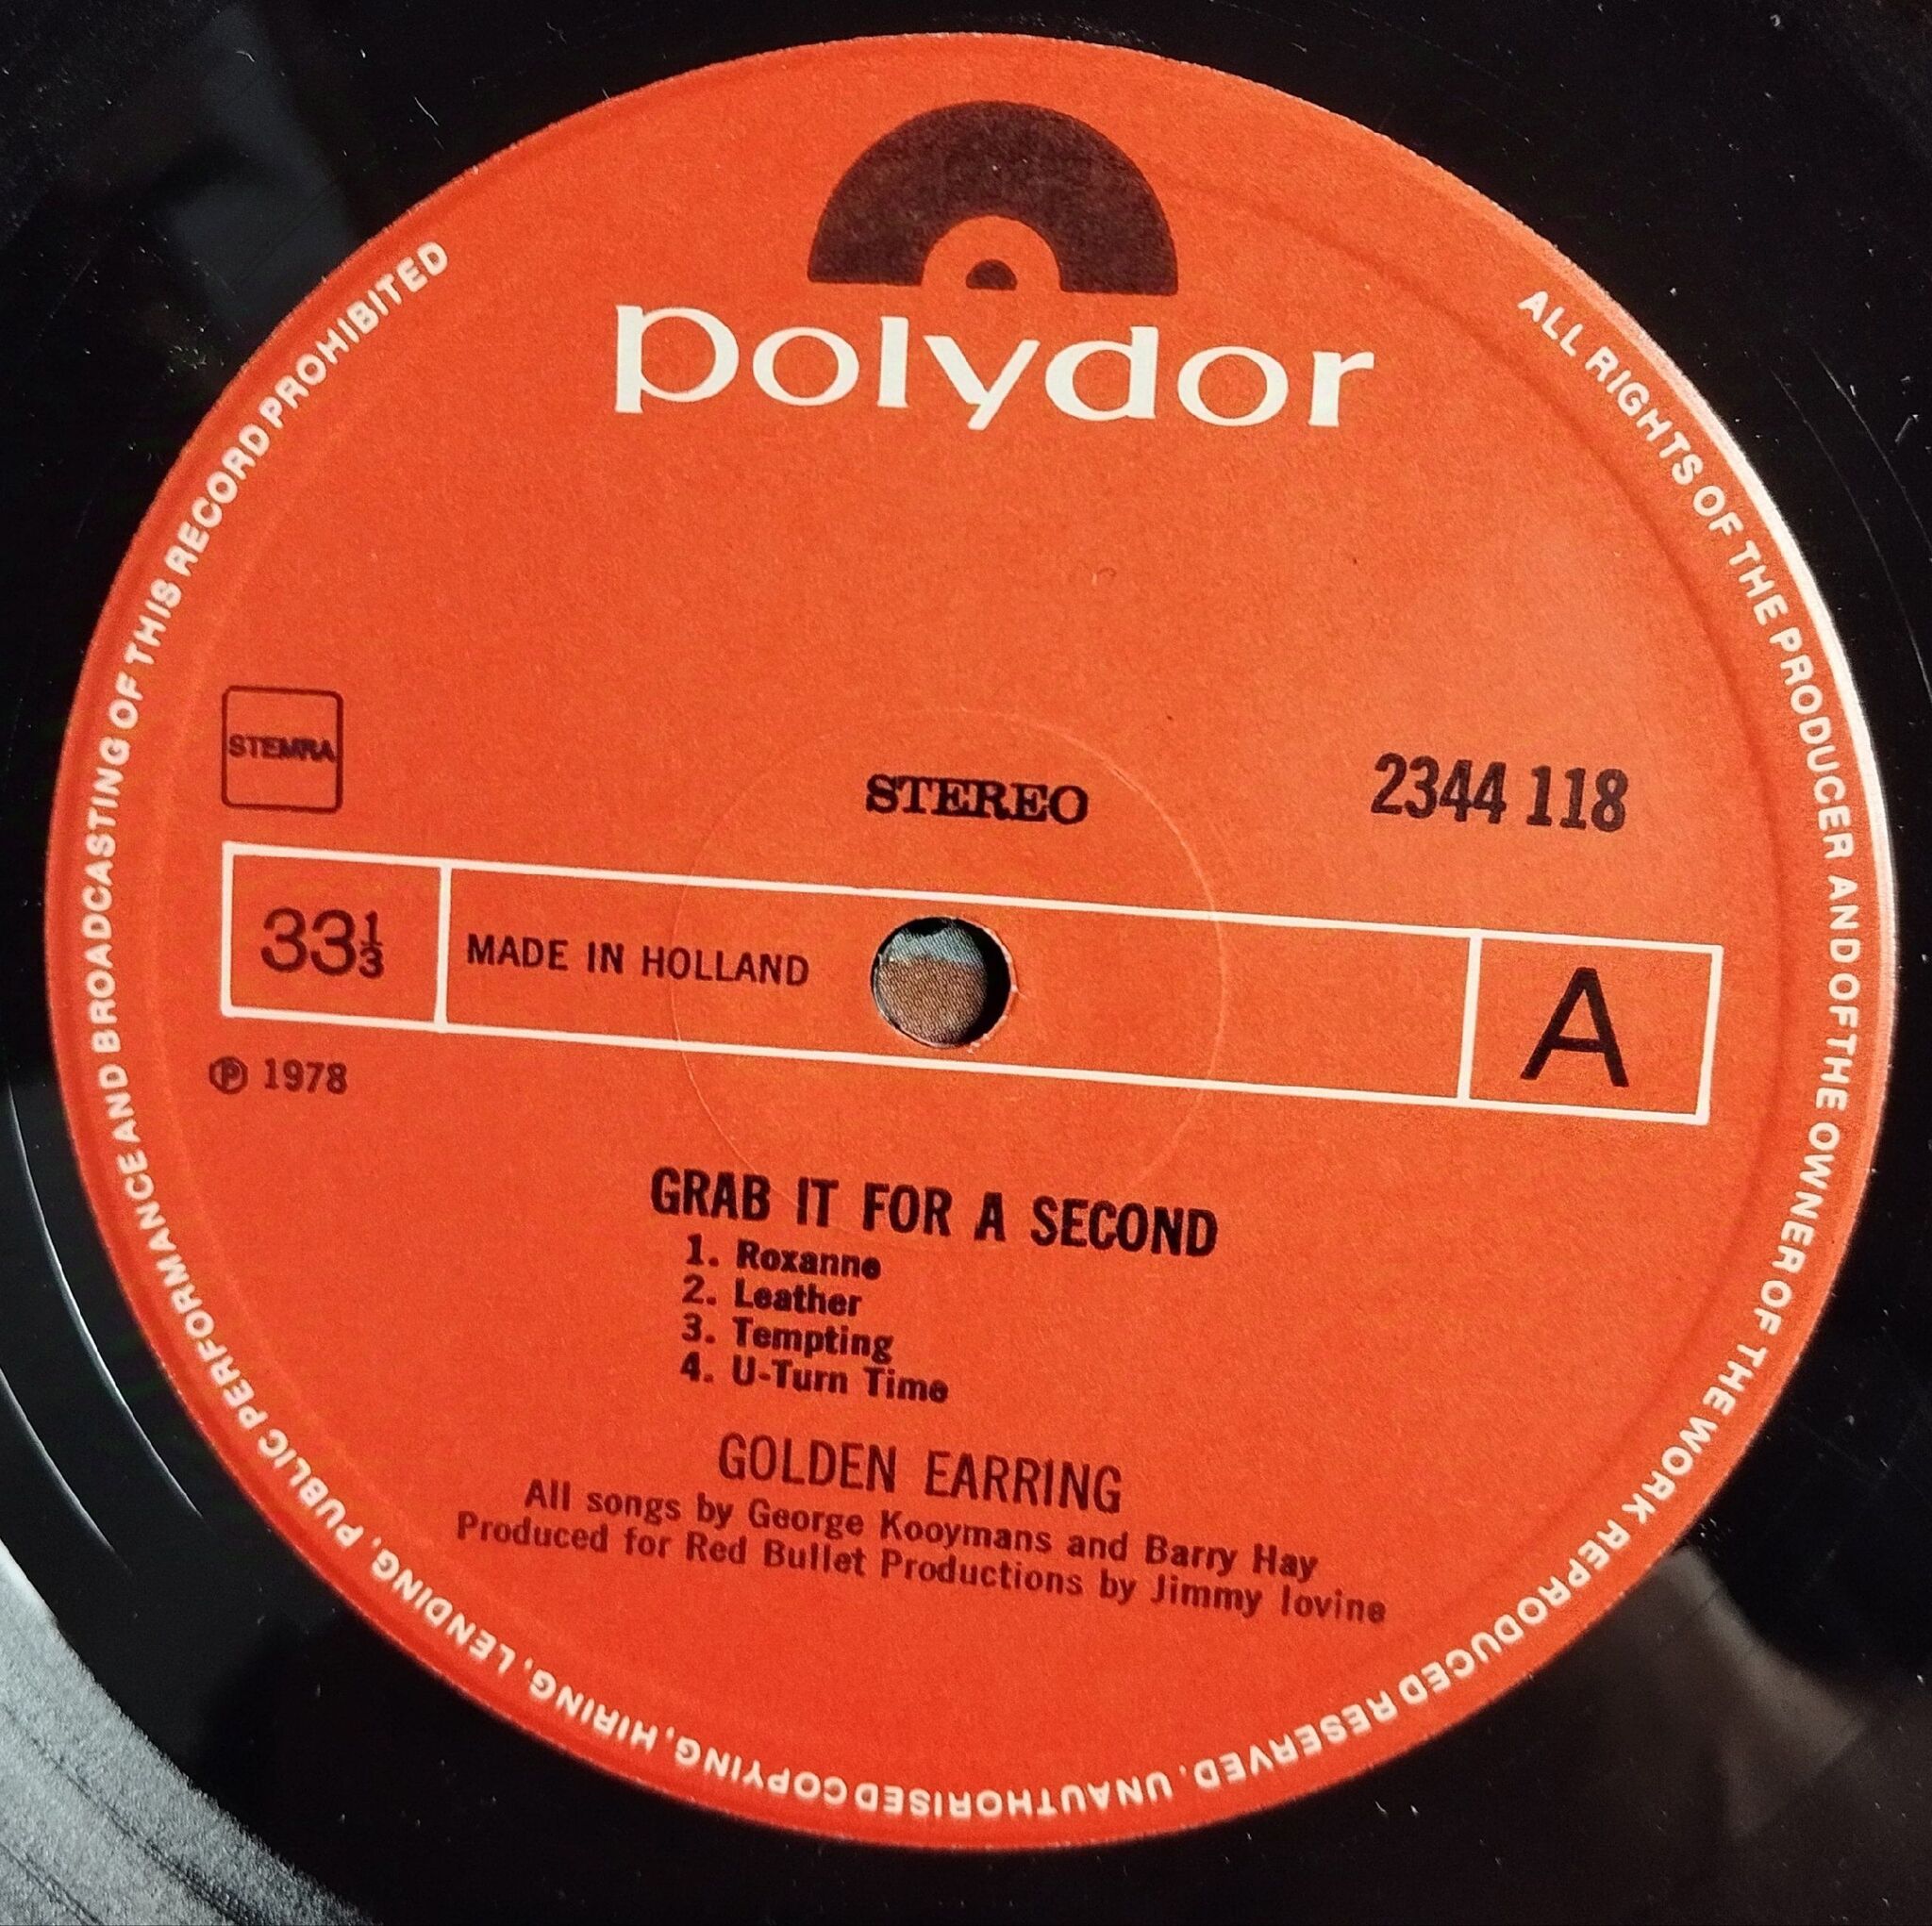 polydor
ALL RIGHTS OF THE PRODUCER AND OF THE OWNER OF THE WORK REPRODUCED RESERVED. UNAUTHORISED COPYING, HIRING, LENDING, PUBLIC PERFORMANCE AND BROADCASTING OF THIS RECORD PROHIBITED
STEMRA
STEREO
2344 118
33 1/3
MADE IN HOLLAND
A
℗ 1978
GRAB IT FOR A SECOND
1. Roxanne
2. Leather
3. Tempting
4. U-Turn Time
GOLDEN EARRING
All songs by George Kooymans and Barry Hay
Produced for Red Bullet Productions by Jimmy Iovine